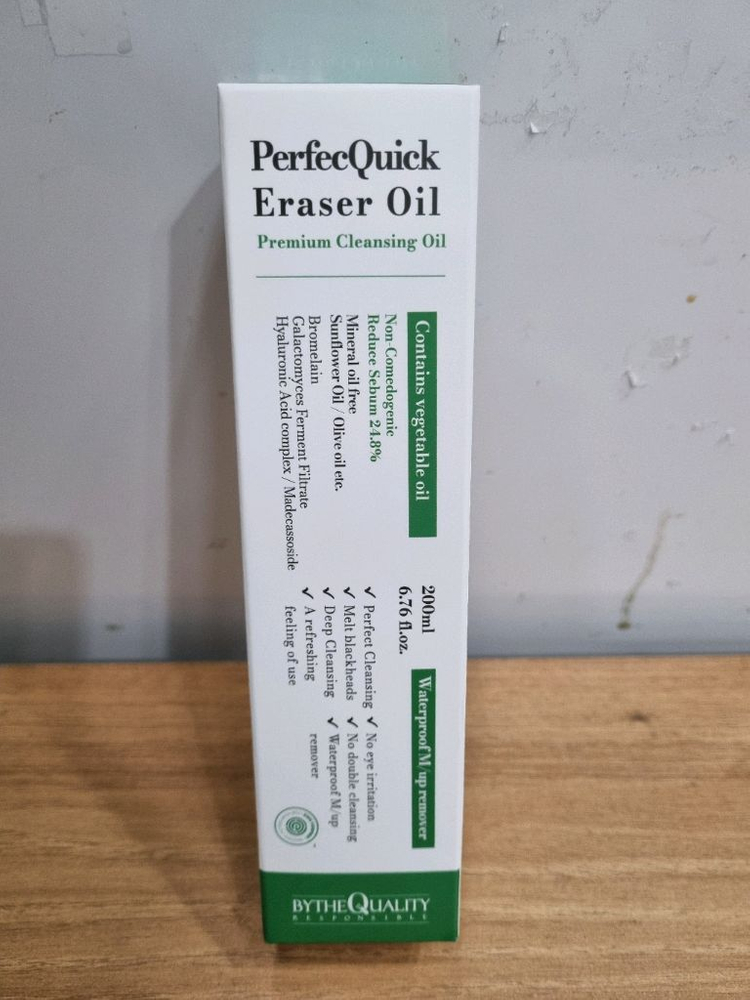 PerfecQuick
Eraser Oil
Premium Cleansing Oil
Contains vegetable oil
Non-Comedogenic
Reduce Sebum 24.8%
Mineral oil free
Sunflower Oil / Olive oil etc.
Bromelain
Galactomyces Ferment Filtrate
Hyaluronic Acid complex / Madecassoside
200ml
6.76 fl.oz.
✓ Perfect Cleansing
✓ Melt blackheads
✓ Deep Cleansing
✓ A refreshing
feeling of use
Waterproof M/up remover
✓ No eye irritation
✓ No double cleansing
✓ Waterproof M/up
remover
BYTHEQUALITY
RESPONSIBLE